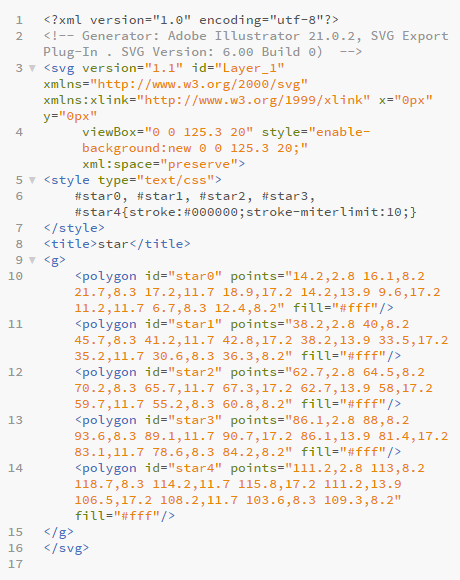 1 <?xml version="1.0" encoding="utf-8"?>
2 <!-- Generator: Adobe Illustrator 21.0.2, SVG Export
Plug-In . SVG Version: 6.00 Build 0)  -->
3 <svg version="1.1" id="Layer_1"
xmlns="http://www.w3.org/2000/svg"
xmlns:xlink="http://www.w3.org/1999/xlink" x="0px"
y="0px"
4 viewBox="0 0 125.3 20" style="enable-
background:new 0 0 125.3 20;"
xml:space="preserve">
5 <style type="text/css">
6 #star0, #star1, #star2, #star3,
#star4{stroke:#000000;stroke-miterlimit:10;}
7 </style>
8 <title>star</title>
9 <g>
10 <polygon id="star0" points="14.2,2.8 16.1,8.2
21.7,8.3 17.2,11.7 18.9,17.2 14.2,13.9 9.6,17.2
11.2,11.7 6.7,8.3 12.4,8.2" fill="#fff"/>
11 <polygon id="star1" points="38.2,2.8 40,8.2
45.7,8.3 41.2,11.7 42.8,17.2 38.2,13.9 33.5,17.2
35.2,11.7 30.6,8.3 36.3,8.2" fill="#fff"/>
12 <polygon id="star2" points="62.7,2.8 64.5,8.2
70.2,8.3 65.7,11.7 67.3,17.2 62.7,13.9 58,17.2
59.7,11.7 55.2,8.3 60.8,8.2" fill="#fff"/>
13 <polygon id="star3" points="86.1,2.8 88,8.2
93.6,8.3 89.1,11.7 90.7,17.2 86.1,13.9 81.4,17.2
83.1,11.7 78.6,8.3 84.2,8.2" fill="#fff"/>
14 <polygon id="star4" points="111.2,2.8 113,8.2
118.7,8.3 114.2,11.7 115.8,17.2 111.2,13.9
106.5,17.2 108.2,11.7 103.6,8.3 109.3,8.2"
fill="#fff"/>
15 </g>
16 </svg>
17